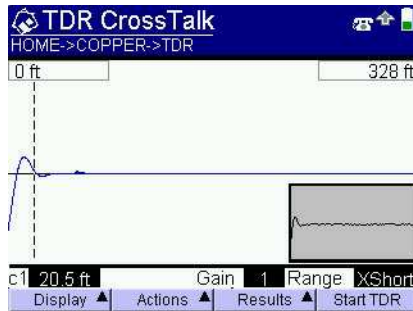 TDR CrossTalk
HOME->COPPER->TDR
0 ft 328 ft
c1 20.5 ft Gain 1 Range XShort
Display Actions Results Start TDR